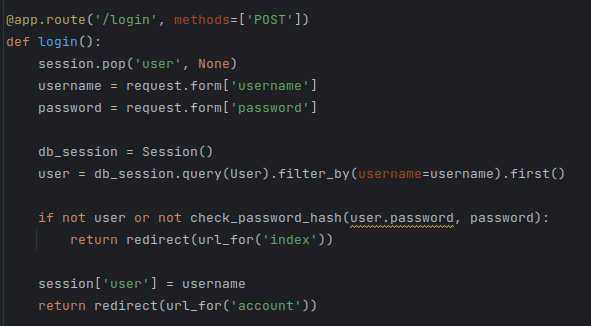 @app.route('/login', methods=['POST'])
def login():
    session.pop('user', None)
    username = request.form['username']
    password = request.form['password']

    db_session = Session()
    user = db_session.query(User).filter_by(username=username).first()

    if not user or not check_password_hash(user.password, password):
        return redirect(url_for('index'))

    session['user'] = username
    return redirect(url_for('account'))